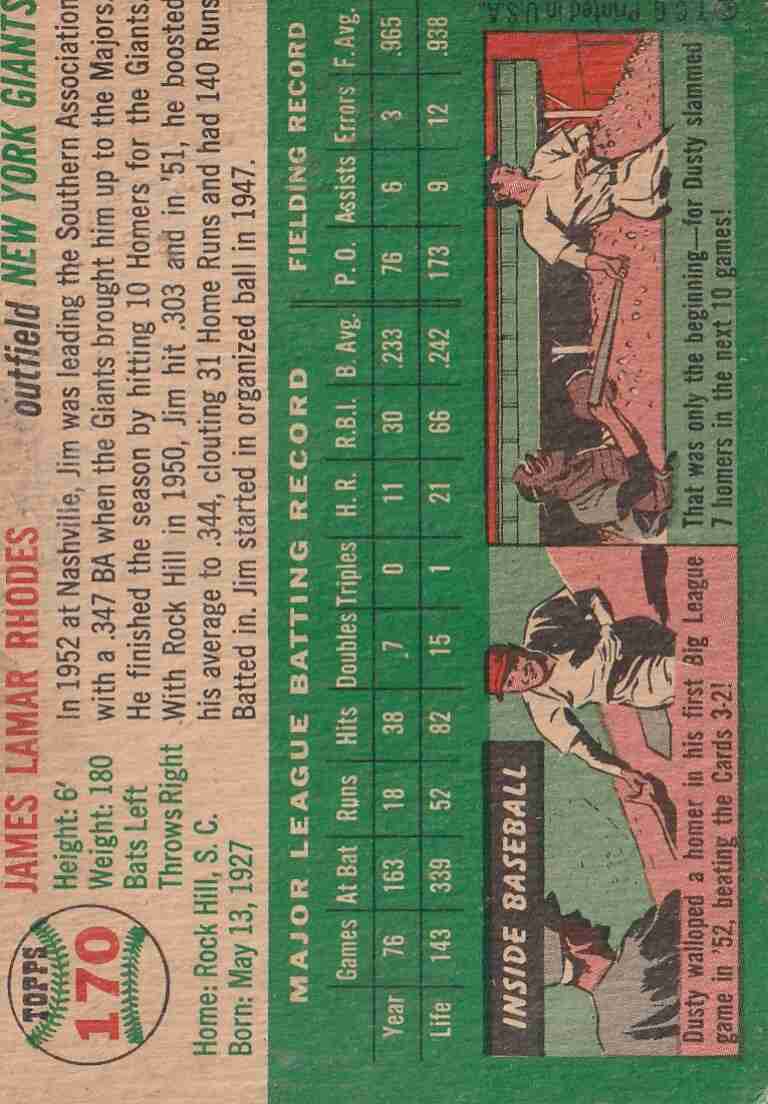 TOPPS
170
JAMES LAMAR RHODES
outfield NEW YORK GIANTS
Height: 6'
Weight: 180
Bats Left
Throws Right
Home: Rock Hill, S. C.
Born: May 13, 1927
In 1952 at Nashville, Jim was leading the Southern Association
with a .347 BA when the Giants brought him up to the Majors.
He finished the season by hitting 10 Homers for the Giants.
With Rock Hill in 1950, Jim hit .303 and in '51, he boosted
his average to .344, clouting 31 Home Runs and had 140 Runs
Batted in. Jim started in organized ball in 1947.
MAJOR LEAGUE BATTING RECORD FIELDING RECORD
Games At Bat Runs Hits Doubles Triples H. R. R.B.I. B. Avg. P. O. Assists Errors F. Avg.
Year 76 163 18 38 7 0 11 30 .233 76 6 3 .965
Life 143 339 52 82 15 1 21 66 .242 173 9 12 .938
INSIDE BASEBALL
Dusty walloped a homer in his first Big League
game in '52, beating the Cards 3-2!
That was only the beginning—for Dusty slammed
7 homers in the next 10 games!
© T. C. G. Printed in U.S.A.